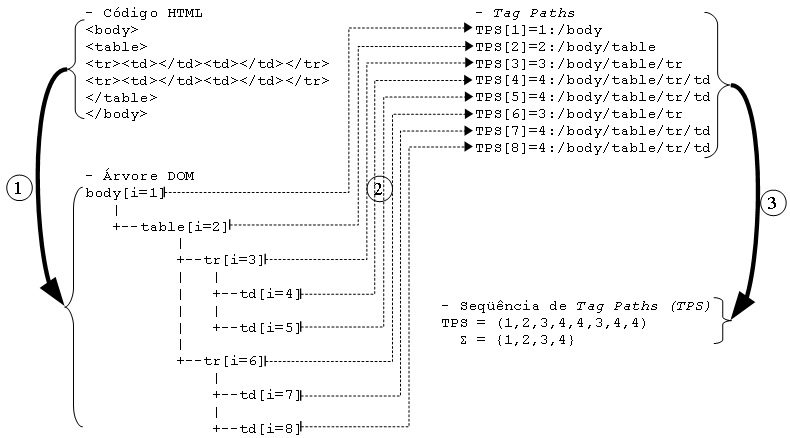 - Código HTML
<body>
<table>
<tr><td></td><td></td></tr>
<tr><td></td><td></td></tr>
</table>
</body>
- Tag Paths
TPS[1]=1:/body
TPS[2]=2:/body/table
TPS[3]=3:/body/table/tr
TPS[4]=4:/body/table/tr/td
TPS[5]=4:/body/table/tr/td
TPS[6]=3:/body/table/tr
TPS[7]=4:/body/table/tr/td
TPS[8]=4:/body/table/tr/td
1
2
3
- Árvore DOM
body[i=1]
|
+--table[i=2]
|
+--tr[i=3]
| |
| +--td[i=4]
| |
| +--td[i=5]
|
+--tr[i=6]
|
+--td[i=7]
|
+--td[i=8]
- Seqüência de Tag Paths (TPS)
TPS = (1,2,3,4,4,3,4,4)
Σ = {1,2,3,4}